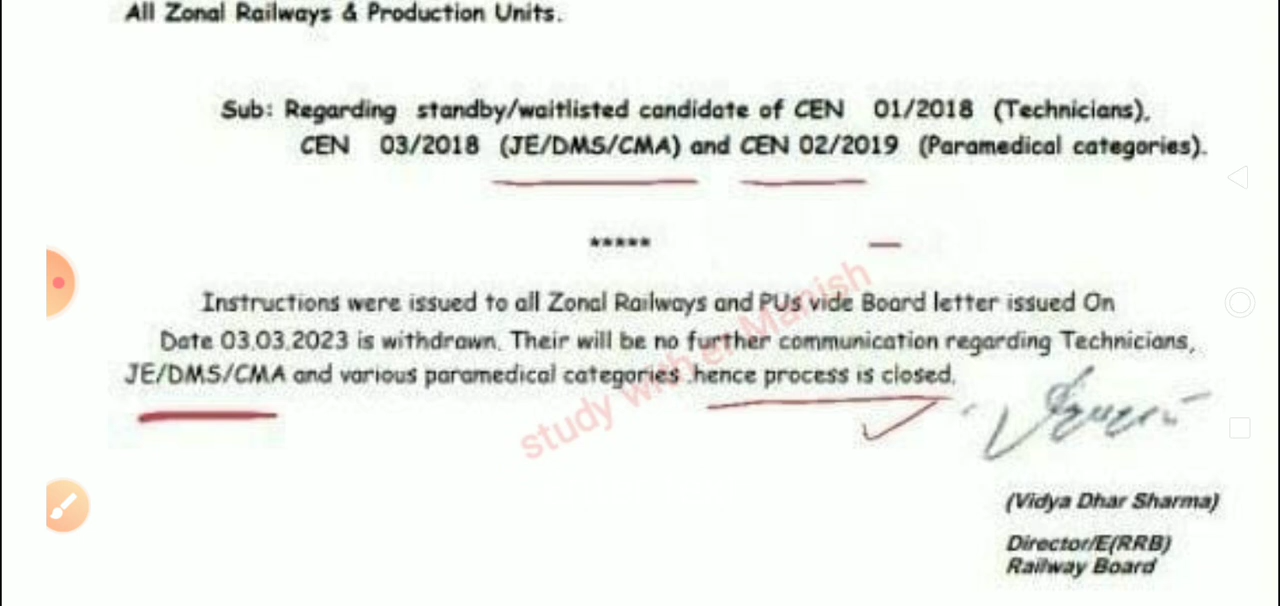 All Zonal Railways & Production Units.
Sub: Regarding standby/waitlisted candidate of CEN 01/2018 (Technicians),
CEN 03/2018 (JE/DMS/CMA) and CEN 02/2019 (Paramedical categories).
*****
Instructions were issued to all Zonal Railways and PUs vide Board letter issued On
Date 03.03.2023 is withdrawn. Their will be no further communication regarding Technicians,
JE/DMS/CMA and various paramedical categories .hence process is closed.
study with er. Manish
(Vidya Dhar Sharma)
Director/E(RRB)
Railway Board